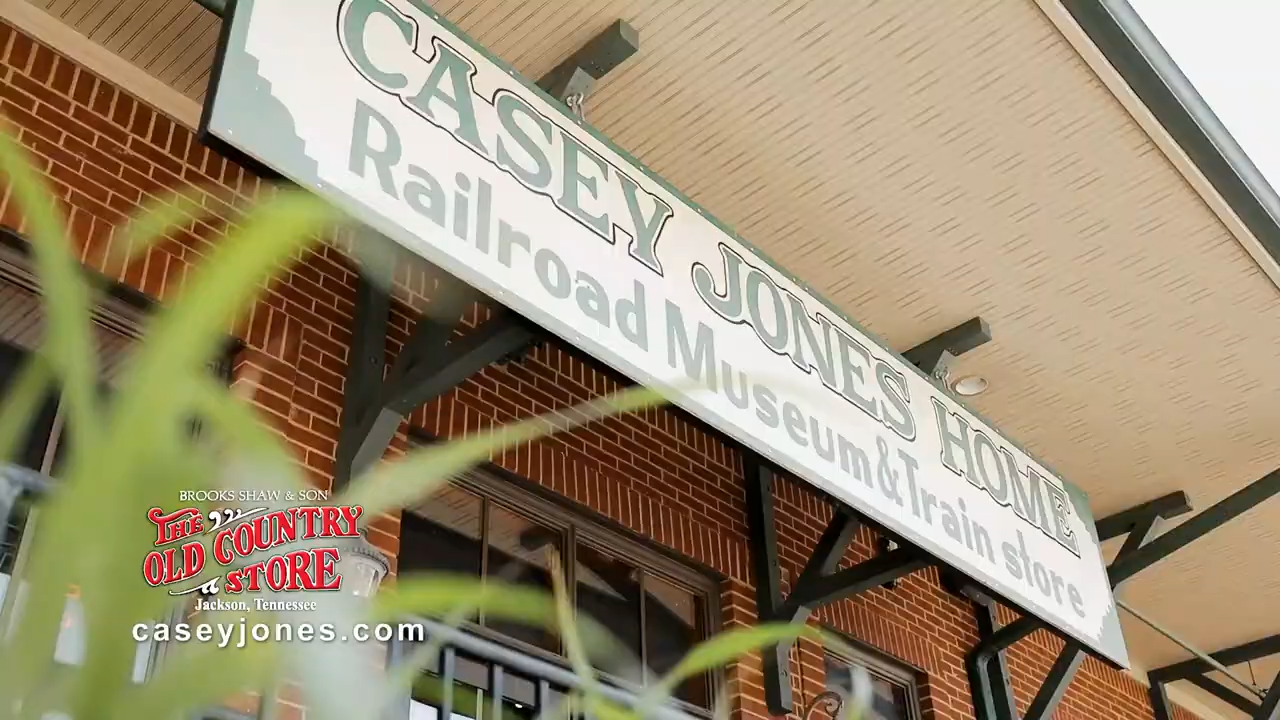 CASEY JONES HOME
Railroad Museum & Train store
BROOKS SHAW & SON
THE
OLD COUNTRY
STORE
Jackson, Tennessee
caseyjones.com